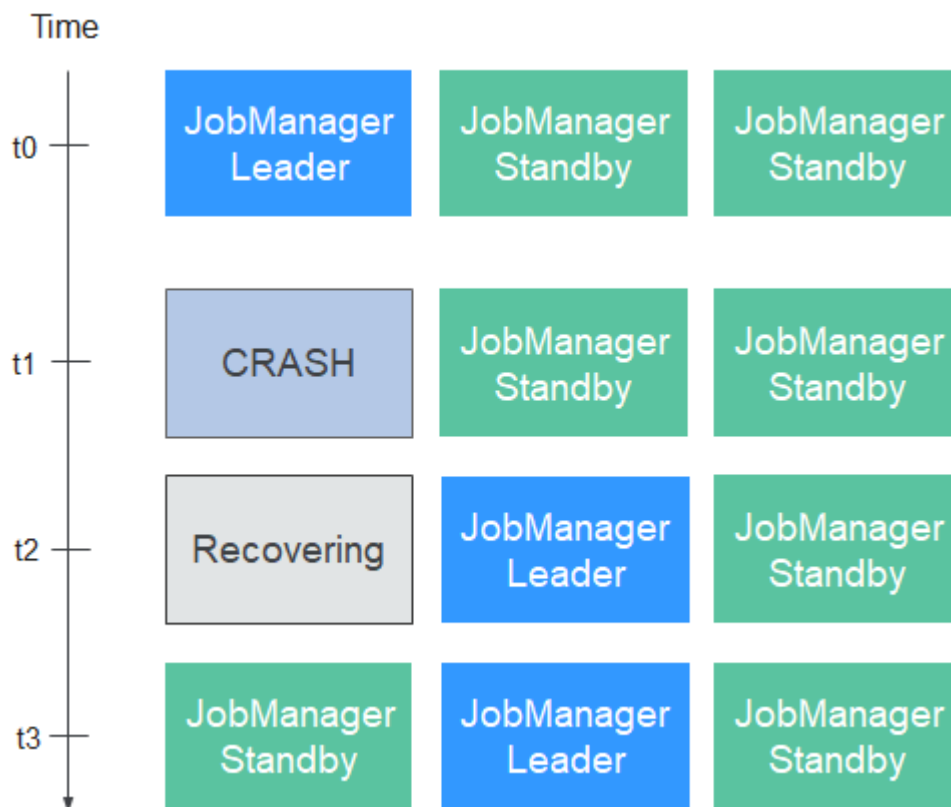 Time
t0
JobManager
Leader
JobManager
Standby
JobManager
Standby
t1
CRASH
JobManager
Standby
JobManager
Standby
t2
Recovering
JobManager
Leader
JobManager
Standby
t3
JobManager
Standby
JobManager
Leader
JobManager
Standby